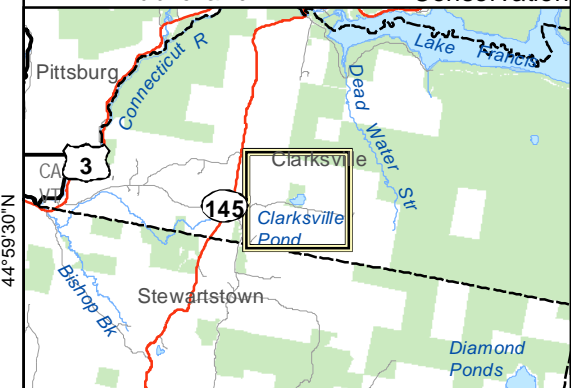 Conservation
Lake Francis
Pittsburg
Connecticut R
Dead Water Str
3
CA
VT
Clarksville
145
Clarksville
Pond
44°59'30"N
Bishop Bk
Stewartstown
Diamond
Ponds